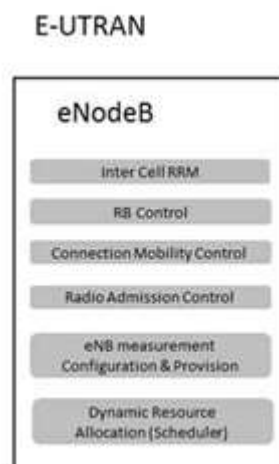 E-UTRAN
eNodeB
Inter Cell RRM
RB Control
Connection Mobility Control
Radio Admission Control
eNB measurement
Configuration & Provision
Dynamic Resource
Allocation (Scheduler)